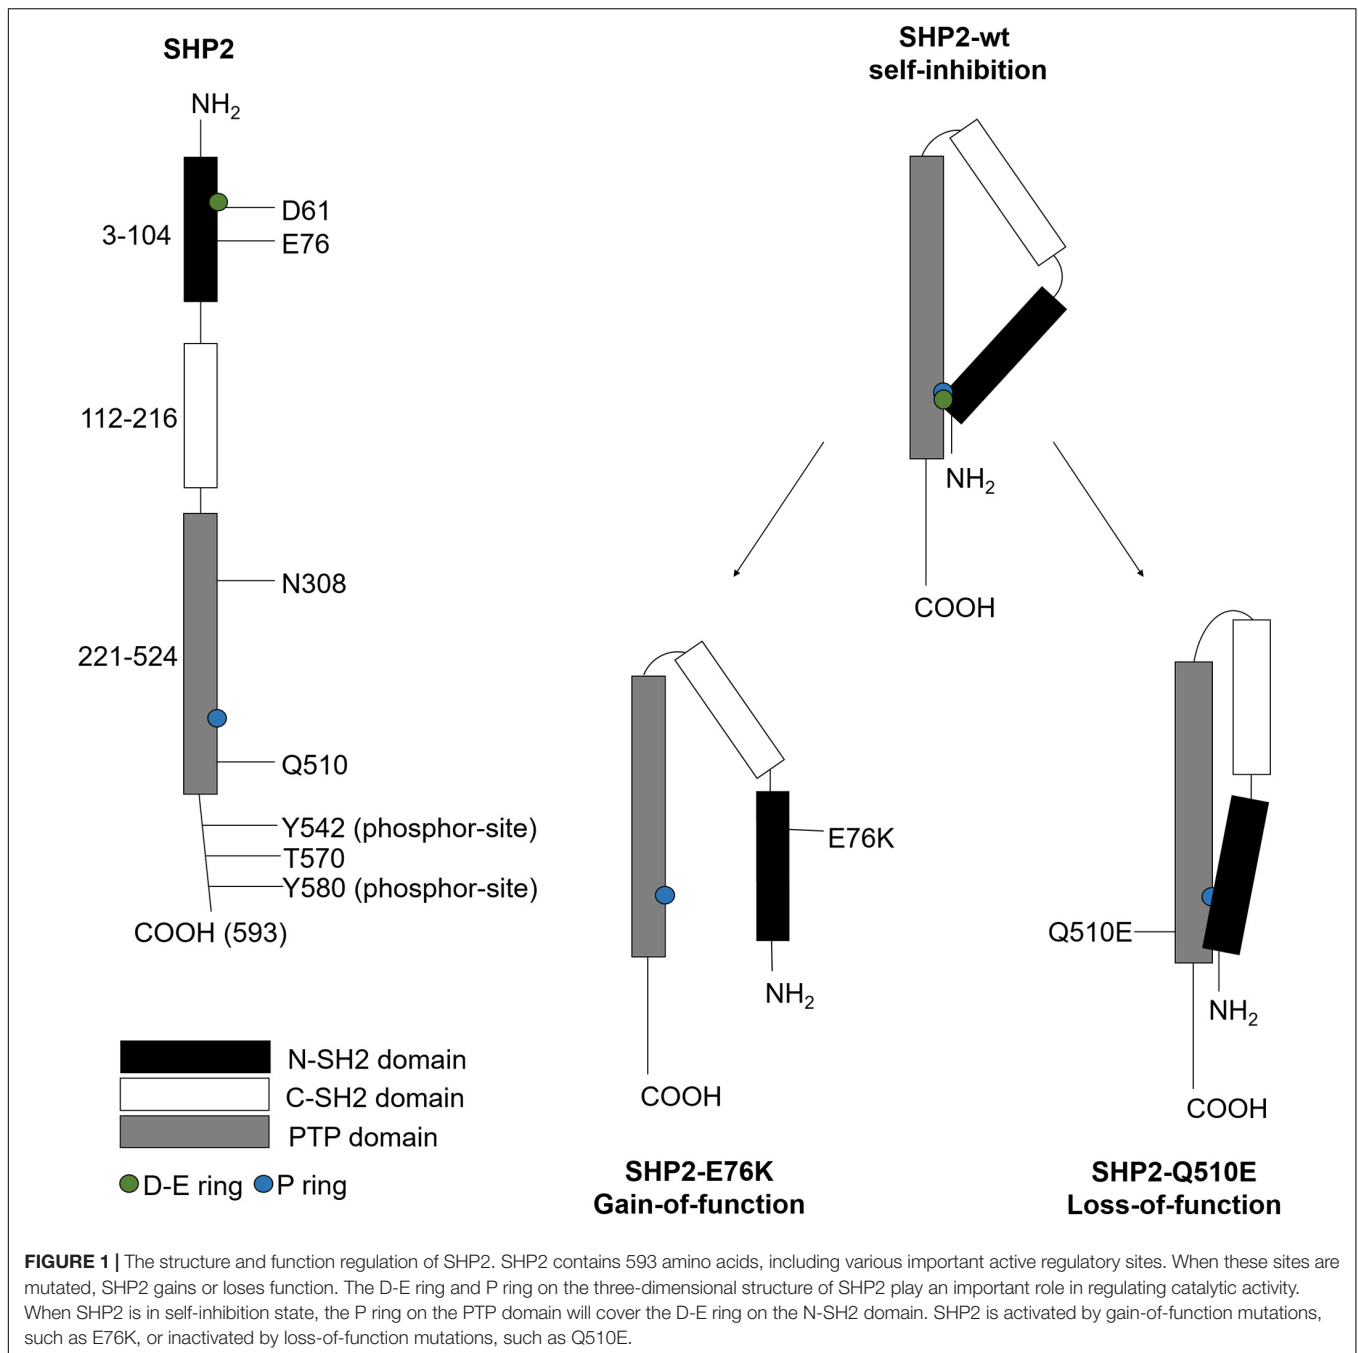 SHP2
NH2
D61
3-104
E76
112-216
N308
221-524
Q510
Y542 (phosphor-site)
T570
Y580 (phosphor-site)
COOH (593)
N-SH2 domain
C-SH2 domain
PTP domain
D-E ring
P ring
SHP2-wt
self-inhibition
NH2
COOH
E76K
NH2
COOH
SHP2-E76K
Gain-of-function
Q510E
NH2
COOH
SHP2-Q510E
Loss-of-function
FIGURE 1 | The structure and function regulation of SHP2. SHP2 contains 593 amino acids, including various important active regulatory sites. When these sites are
mutated, SHP2 gains or loses function. The D-E ring and P ring on the three-dimensional structure of SHP2 play an important role in regulating catalytic activity.
When SHP2 is in self-inhibition state, the P ring on the PTP domain will cover the D-E ring on the N-SH2 domain. SHP2 is activated by gain-of-function mutations,
such as E76K, or inactivated by loss-of-function mutations, such as Q510E.